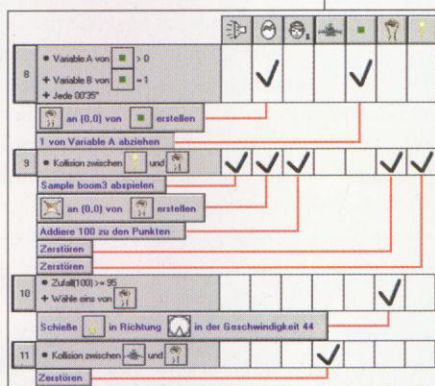 8
• Variable A von > 0
+ Variable B von = 1
+ Jede 00'35"
an (0,0) von erstellen
1 von Variable A abziehen
9 • Kollision zwischen und
Sample boom3 abspielen
an (0,0) von erstellen
Addiere 100 zu den Punkten
Zerstören
Zerstören
10
• Zufall(100) >= 95
+ Wähle eins von
Schieße in Richtung in der Geschwindigkeit 44
11 • Kollision zwischen und
Zerstören